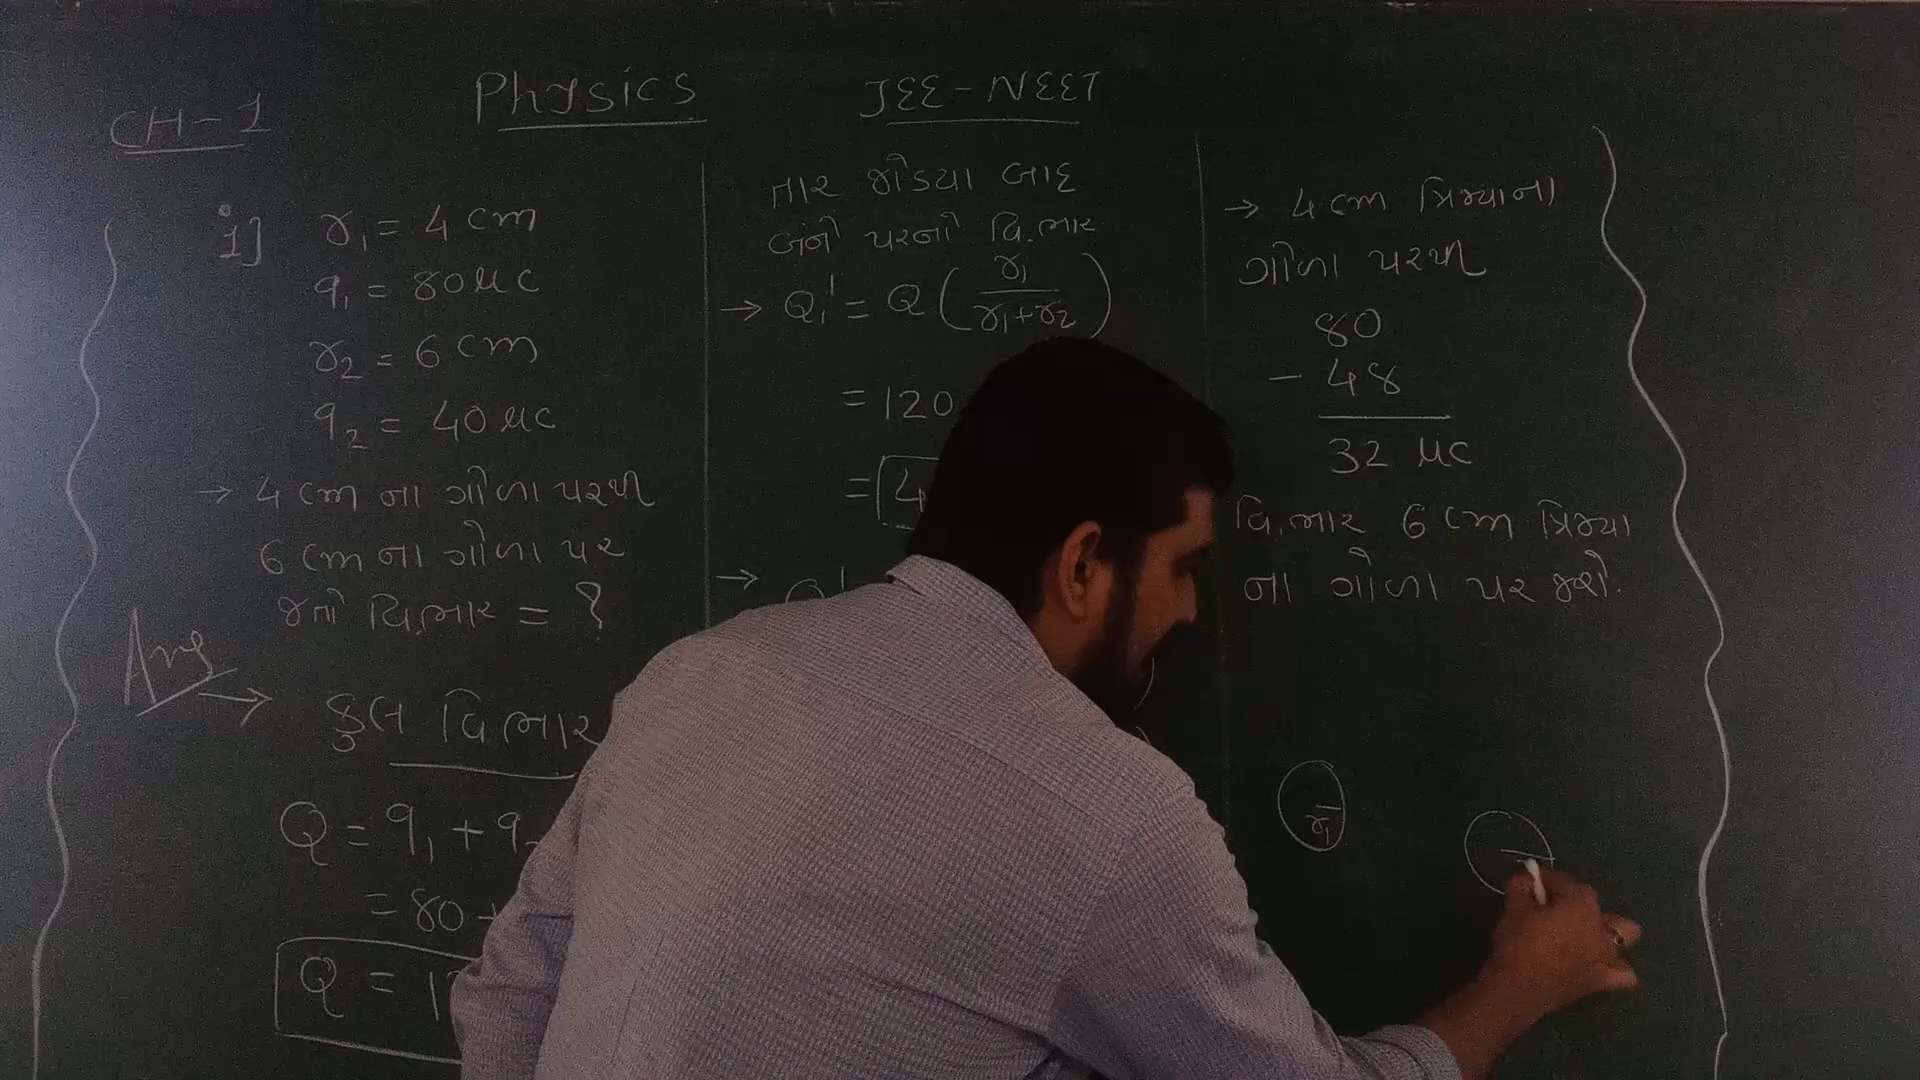 CH-1
Physics
JEE-NEET
1] r₁ = 4 cm
q₁ = 80 μc
r₂ = 6 cm
q₂ = 40 μc
→ 4 cm ના ગોળા પરથી
6 cm ના ગોળા પર
જતો વિ.ભાર = ?
Ans → કુલ વિ ભાર
Q = q₁ + q
= 80 +
Q = 1
તાર જોડયા બાદ
બંને પરનો વિ.ભાર
→ Q₁' = Q (r₁/(r₁+r₂))
= 120
= 4
→ Q'
→ 4 cm ત્રિજ્યાના
ગોળા પરથી
80
- 48
32 μc
વિ.ભાર 6 cm ત્રિજ્યા
ના ગોળા પર જશે.
r₁